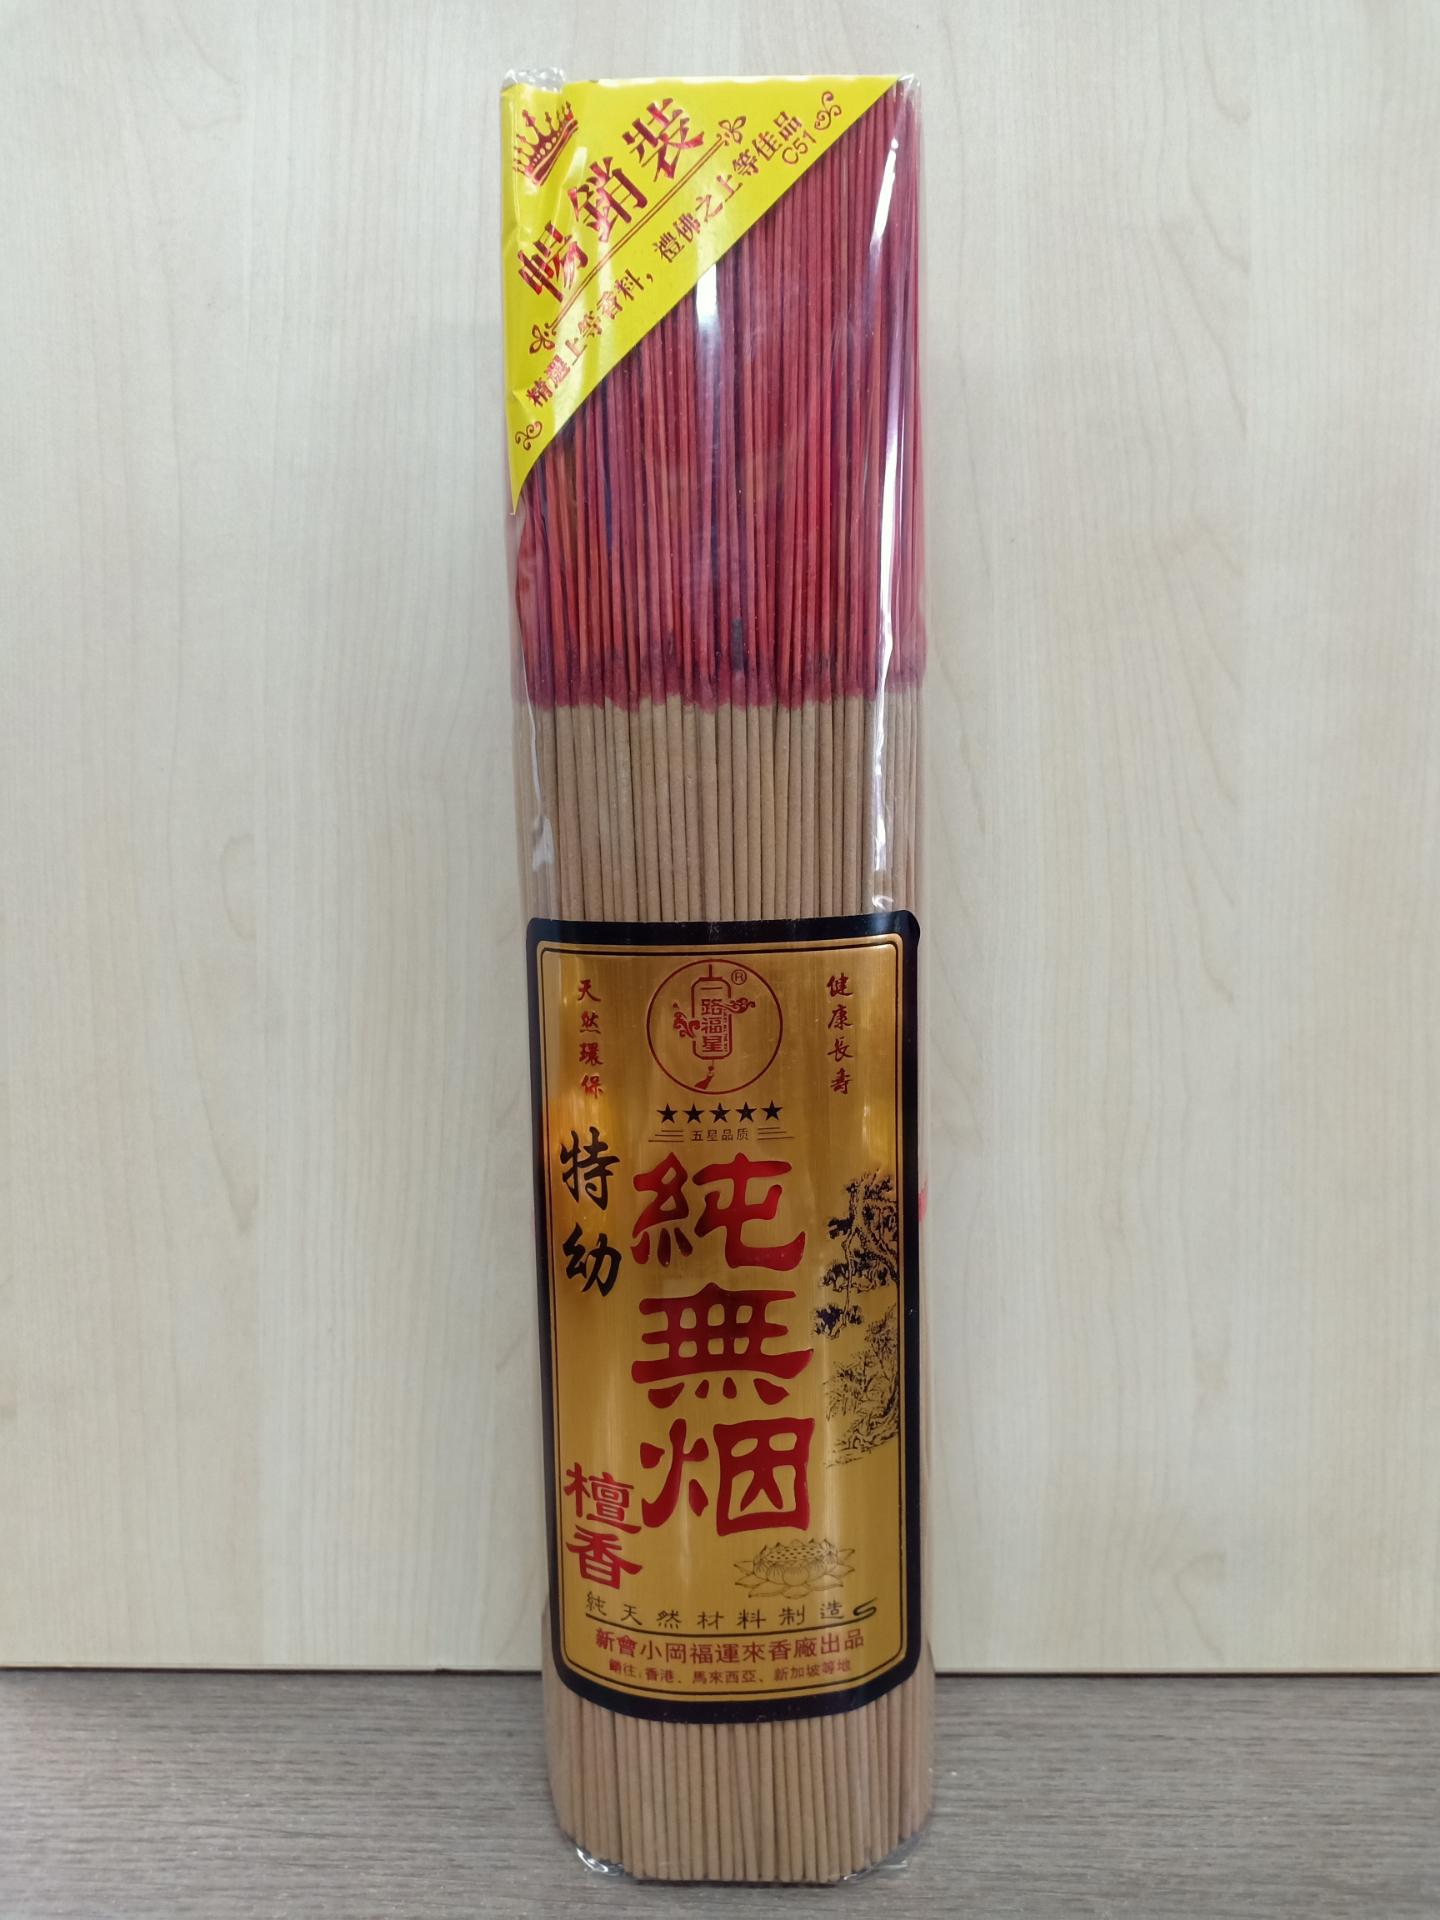 暢銷裝
精選上等香料，禮佛之上等佳品
C51
天然環保
一路福星
®
健康長壽
★★★★★
五星品质
特幼
純無烟
檀香
純天然材料制造
新會小岡福運來香廠出品
銷往:香港、馬來西亞、新加坡等地